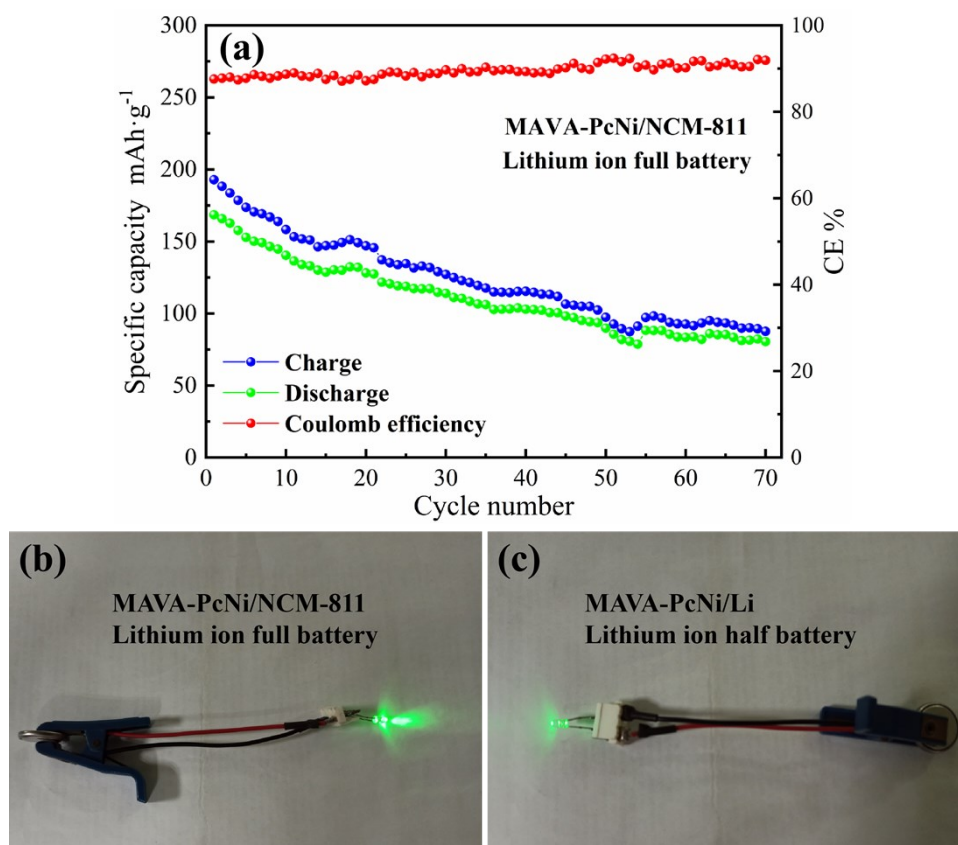 (a)
300
250
200
150
100
50
0
Specific capacity mAh·g⁻¹
MAVA-PcNi/NCM-811
Lithium ion full battery
Charge
Discharge
Coulomb efficiency
100
80
60
40
20
0
CE %
0 10 20 30 40 50 60 70
Cycle number
(b)
MAVA-PcNi/NCM-811
Lithium ion full battery
(c)
MAVA-PcNi/Li
Lithium ion half battery